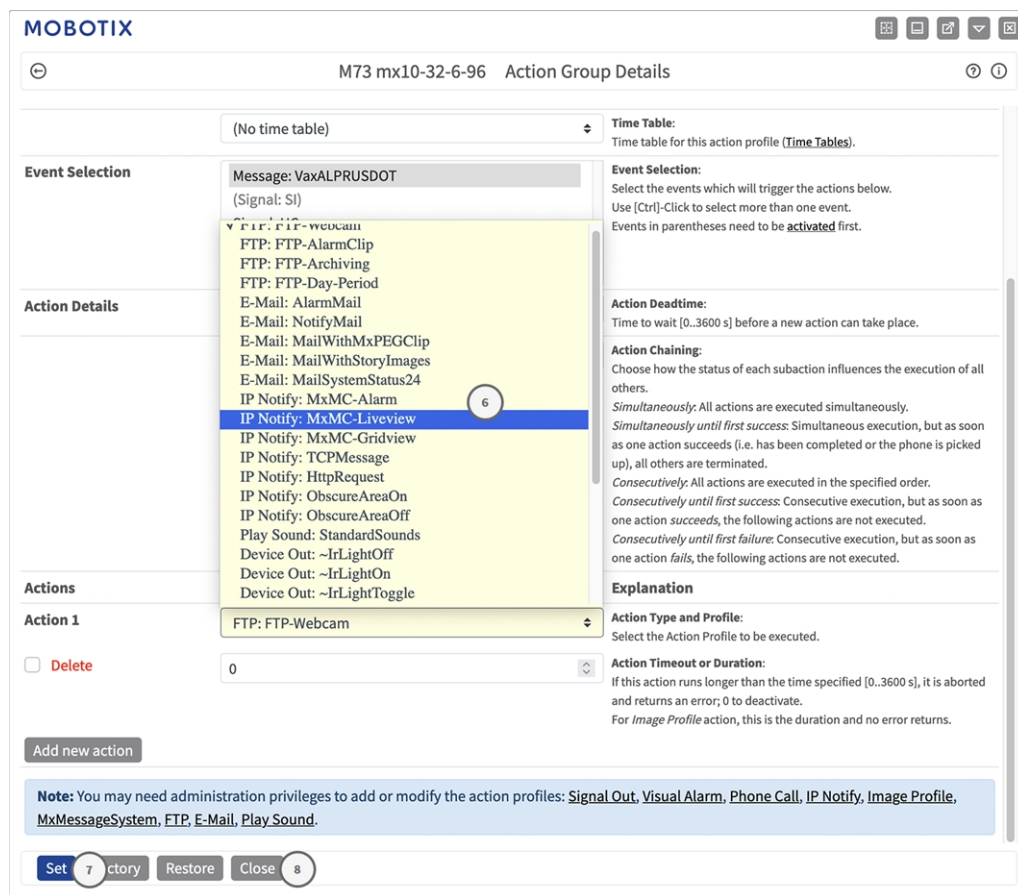 MOBOTIX
M73 mx10-32-6-96 Action Group Details
(No time table)
Time Table:
Time table for this action profile (Time Tables).
Event Selection
Message: VaxALPRUSDOT
(Signal: SI)
Event Selection:
Select the events which will trigger the actions below.
Use [Ctrl]-Click to select more than one event.
Events in parentheses need to be activated first.
FTP: FTP-Webcam
FTP: FTP-AlarmClip
FTP: FTP-Archiving
FTP: FTP-Day-Period
E-Mail: AlarmMail
E-Mail: NotifyMail
E-Mail: MailWithMxPEGClip
E-Mail: MailWithStoryImages
E-Mail: MailSystemStatus24
IP Notify: MxMC-Alarm
6
IP Notify: MxMC-Liveview
IP Notify: MxMC-Gridview
IP Notify: TCPMessage
IP Notify: HttpRequest
IP Notify: ObscureAreaOn
IP Notify: ObscureAreaOff
Play Sound: StandardSounds
Device Out: ~IrLightOff
Device Out: ~IrLightOn
Device Out: ~IrLightToggle
Action Details
Action Deadtime:
Time to wait [0..3600 s] before a new action can take place.
Action Chaining:
Choose how the status of each subaction influences the execution of all
others.
Simultaneously: All actions are executed simultaneously.
Simultaneously until first success: Simultaneous execution, but as soon
as one action succeeds (i.e. has been completed or the phone is picked
up), all others are terminated.
Consecutively: All actions are executed in the specified order.
Consecutively until first success: Consecutive execution, but as soon as
one action succeeds, the following actions are not executed.
Consecutively until first failure: Consecutive execution, but as soon as
one action fails, the following actions are not executed.
Actions
Explanation
Action 1
FTP: FTP-Webcam
Action Type and Profile:
Select the Action Profile to be executed.
Delete
0
Action Timeout or Duration:
If this action runs longer than the time specified [0..3600 s], it is aborted
and returns an error; 0 to deactivate.
For Image Profile action, this is the duration and no error returns.
Add new action
Note: You may need administration privileges to add or modify the action profiles: Signal Out, Visual Alarm, Phone Call, IP Notify, Image Profile,
MxMessageSystem, FTP, E-Mail, Play Sound.
Set 7 ctory Restore Close 8